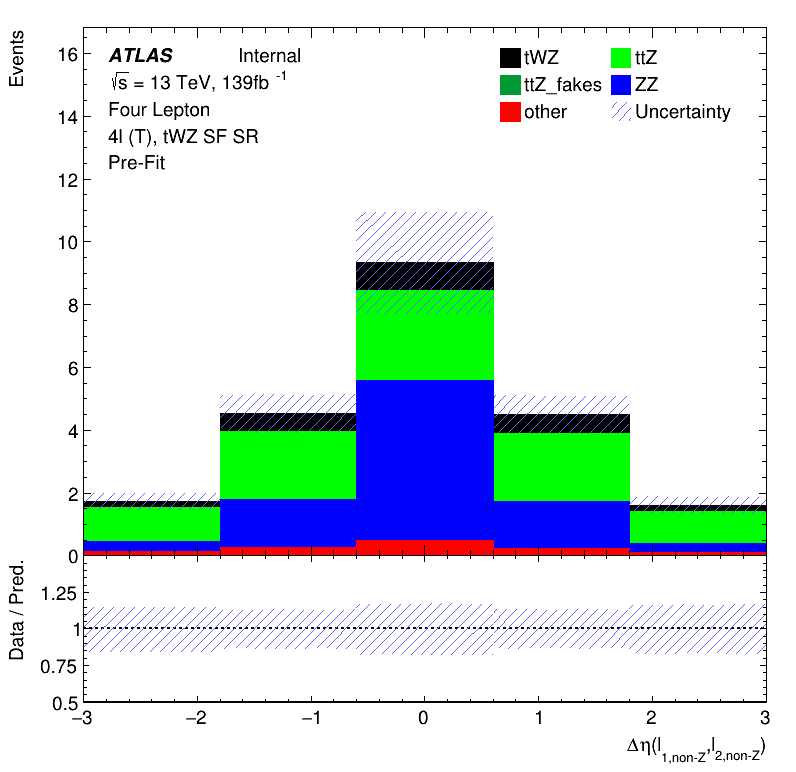 Events
16
14
12
10
8
6
4
2
0
ATLAS Internal
√s = 13 TeV, 139fb⁻¹
Four Lepton
4l (T), tWZ SF SR
Pre-Fit
tWZ ttZ
ttZ_fakes ZZ
other Uncertainty
Data / Pred.
1.25
1
0.75
0.5
−3 −2 −1 0 1 2 3
Δη(l1,non-Z,l2,non-Z)